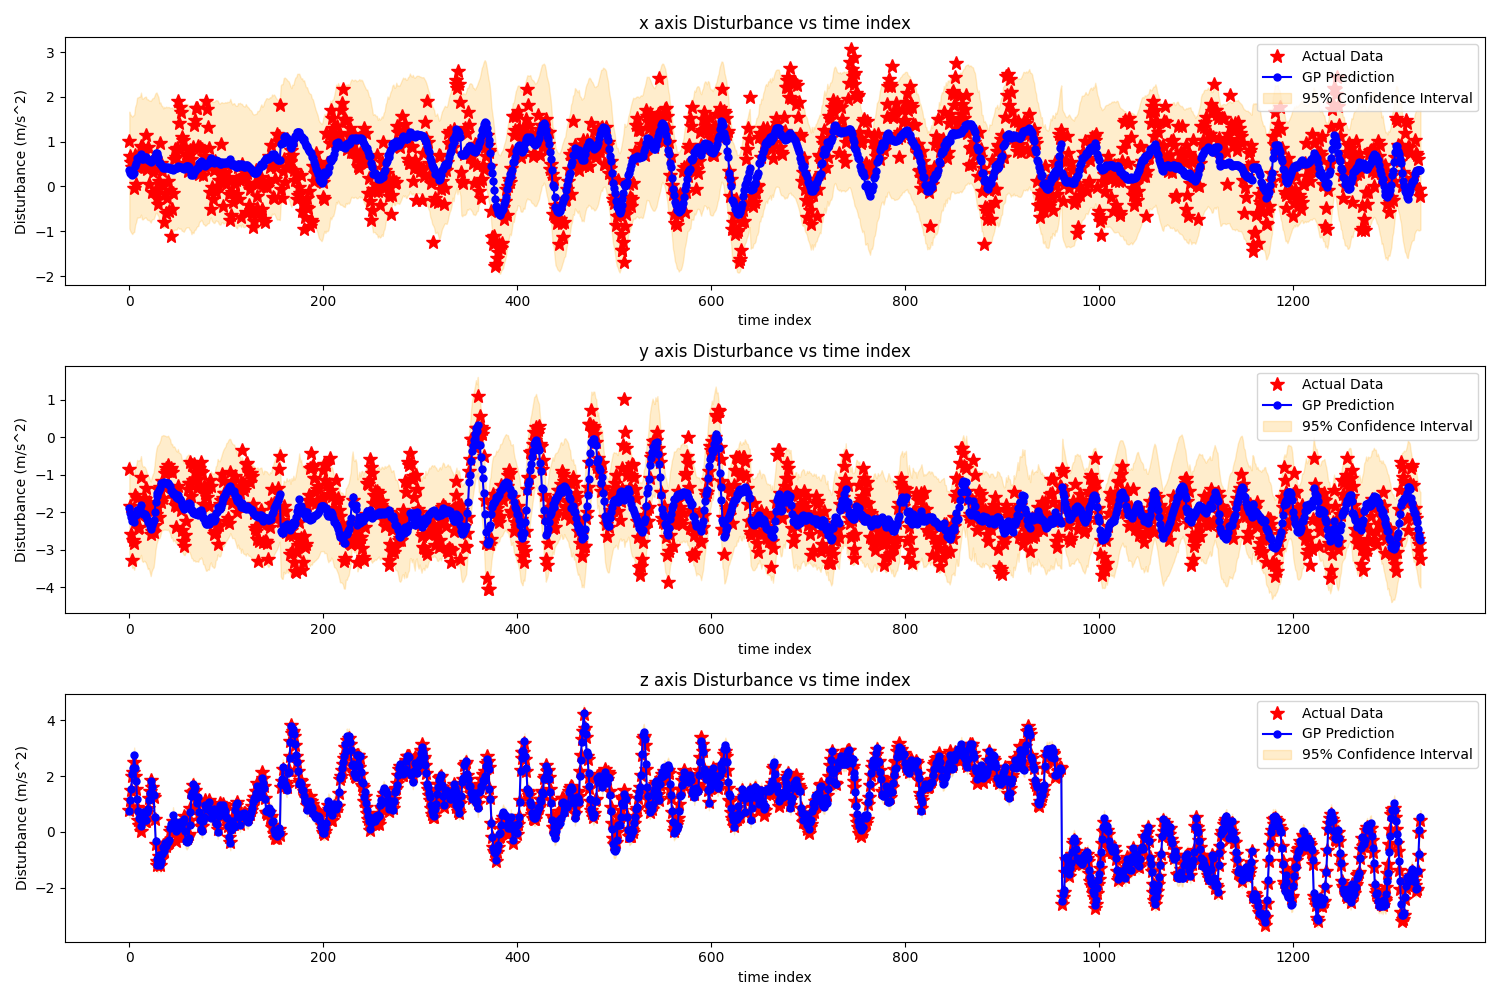 x axis Disturbance vs time index
Disturbance (m/s^2)
3
2
1
0
−1
−2
Actual Data
GP Prediction
95% Confidence Interval
0 200 400 600 800 1000 1200
time index
y axis Disturbance vs time index
Disturbance (m/s^2)
1
0
−1
−2
−3
−4
Actual Data
GP Prediction
95% Confidence Interval
0 200 400 600 800 1000 1200
time index
z axis Disturbance vs time index
Disturbance (m/s^2)
4
2
0
−2
Actual Data
GP Prediction
95% Confidence Interval
0 200 400 600 800 1000 1200
time index